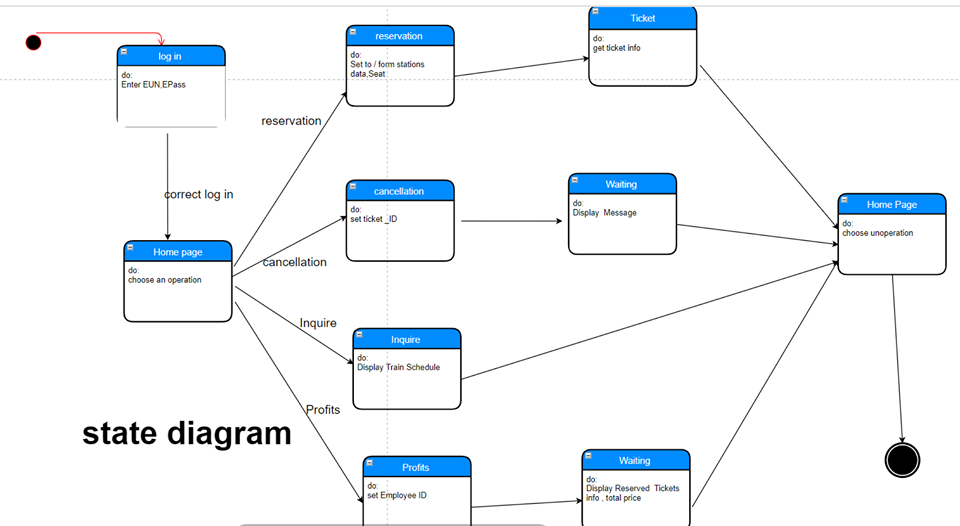 log in
do:
Enter EUN,EPass
correct log in
Home page
do:
choose an operation
reservation
reservation
do:
Set to / form stations
data,Seat
Ticket
do:
get ticket info
cancellation
cancellation
do:
set ticket _ID
Waiting
do:
Display Message
Inquire
Inquire
do:
Display Train Schedule
Profits
Profits
do:
set Employee ID
Waiting
do:
Display Reserved Tickets
info , total price
Home Page
do:
choose unoperation
state diagram